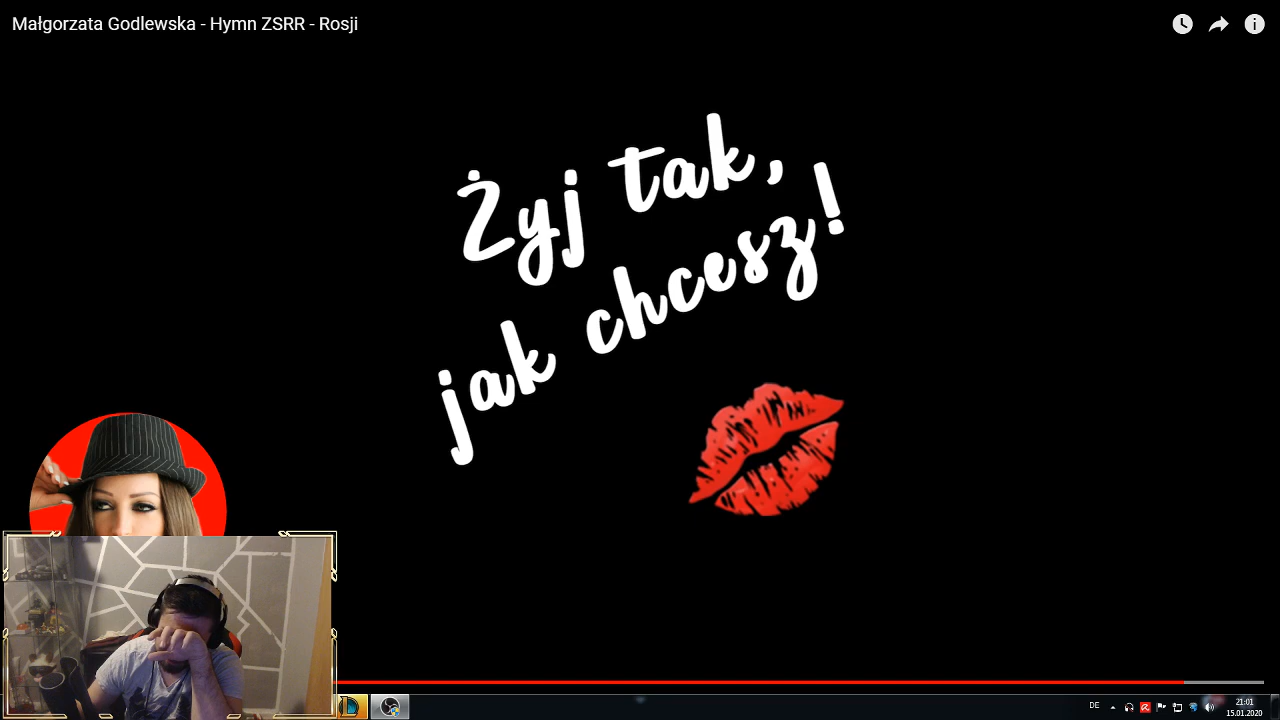 Małgorzata Godlewska - Hymn ZSRR - Rosji
Żyj tak,
jak chcesz!
DE
21:01
15.01.2020